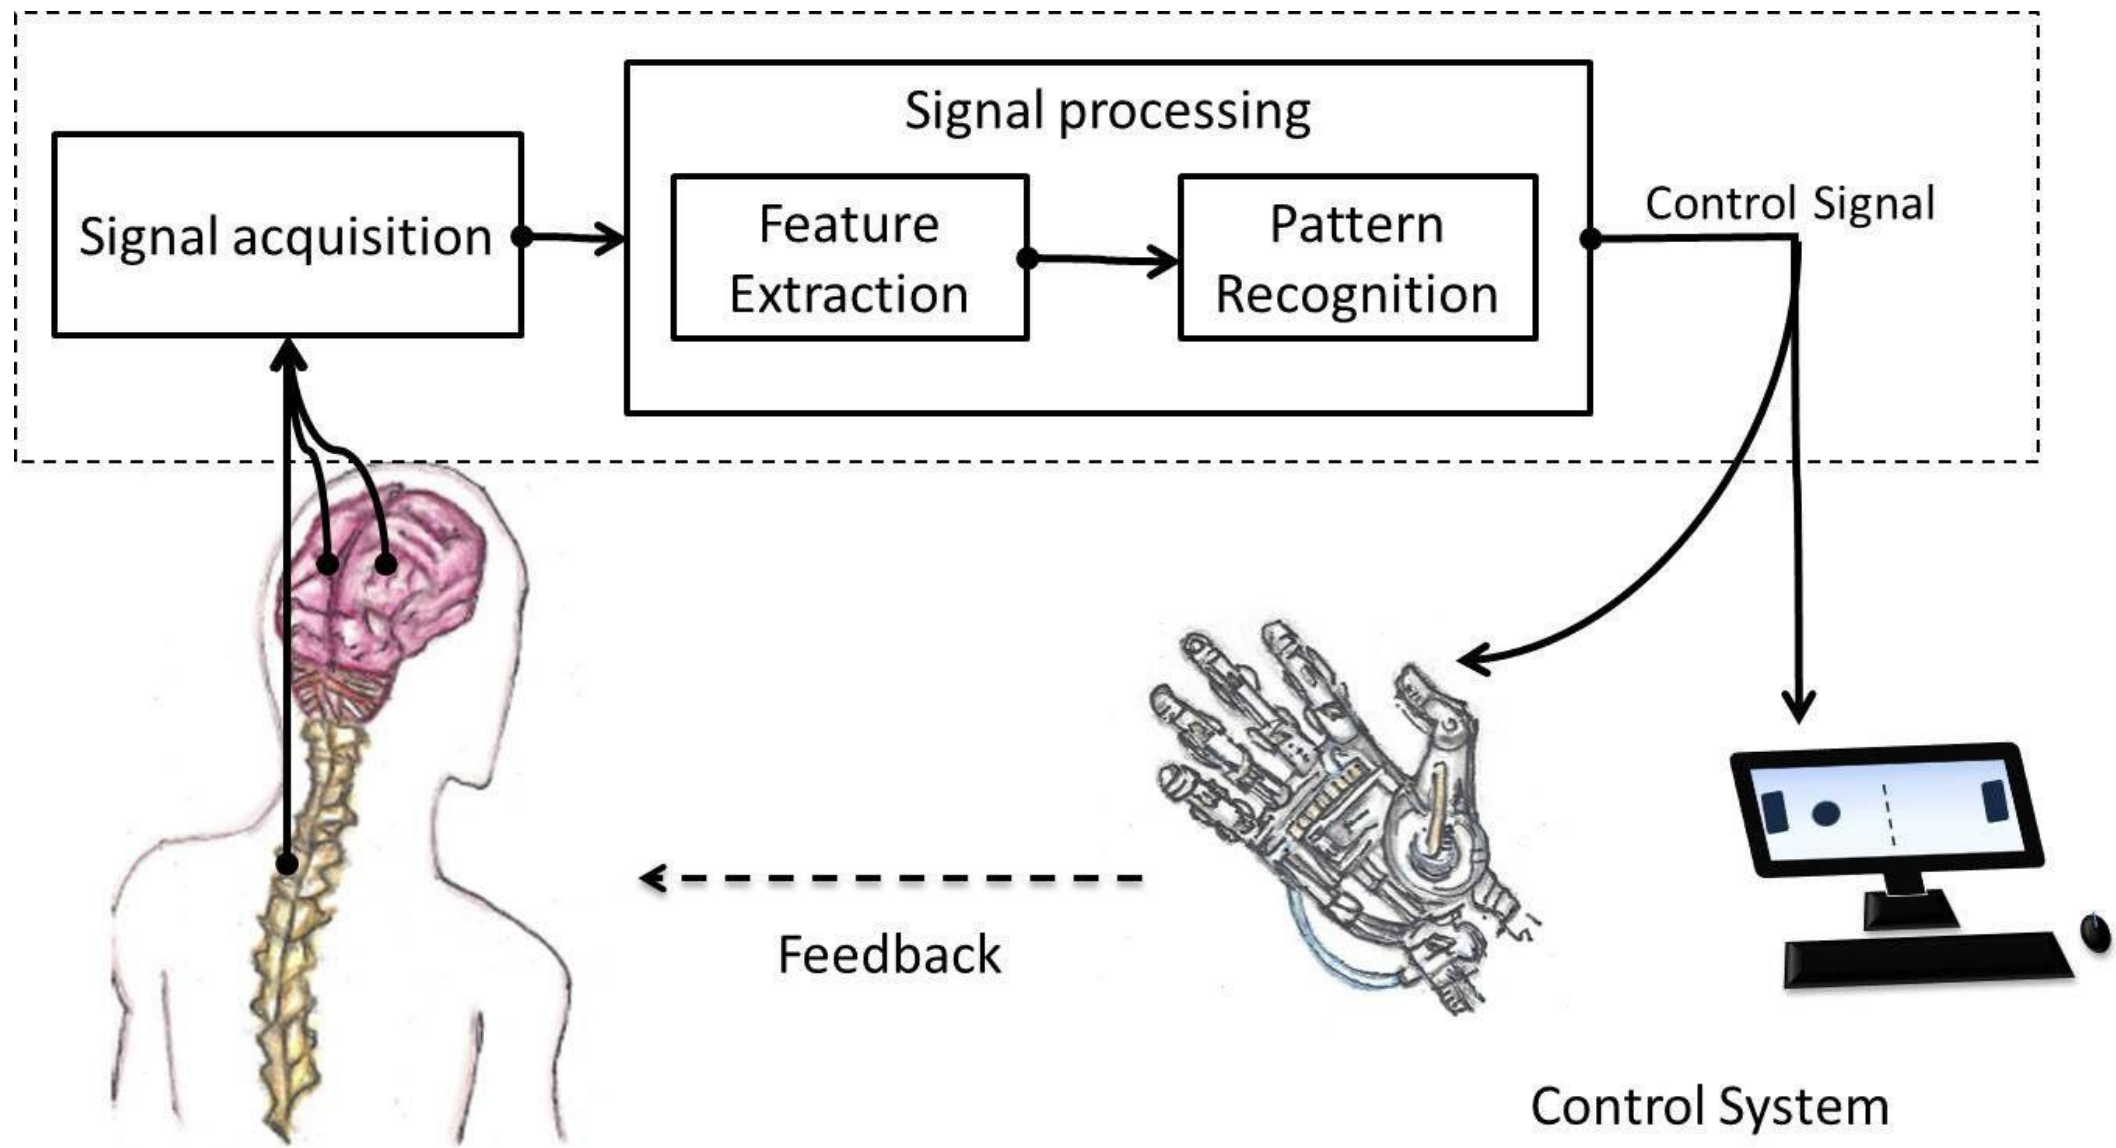 Signal processing
Signal acquisition
Feature
Extraction
Pattern
Recognition
Control Signal
Feedback
Control System